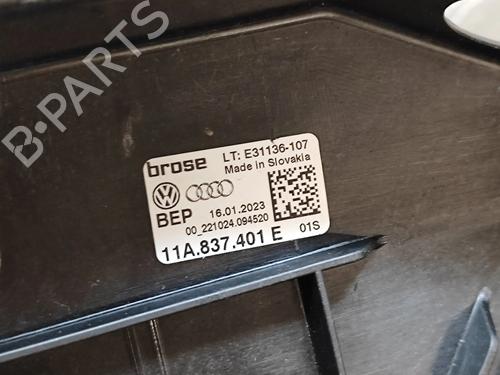 brose LT: E31136-107
Made in Slovakia
BEP 16.01.2023
00_221024.094520
11A.837.401 E 01S
B-PARTS